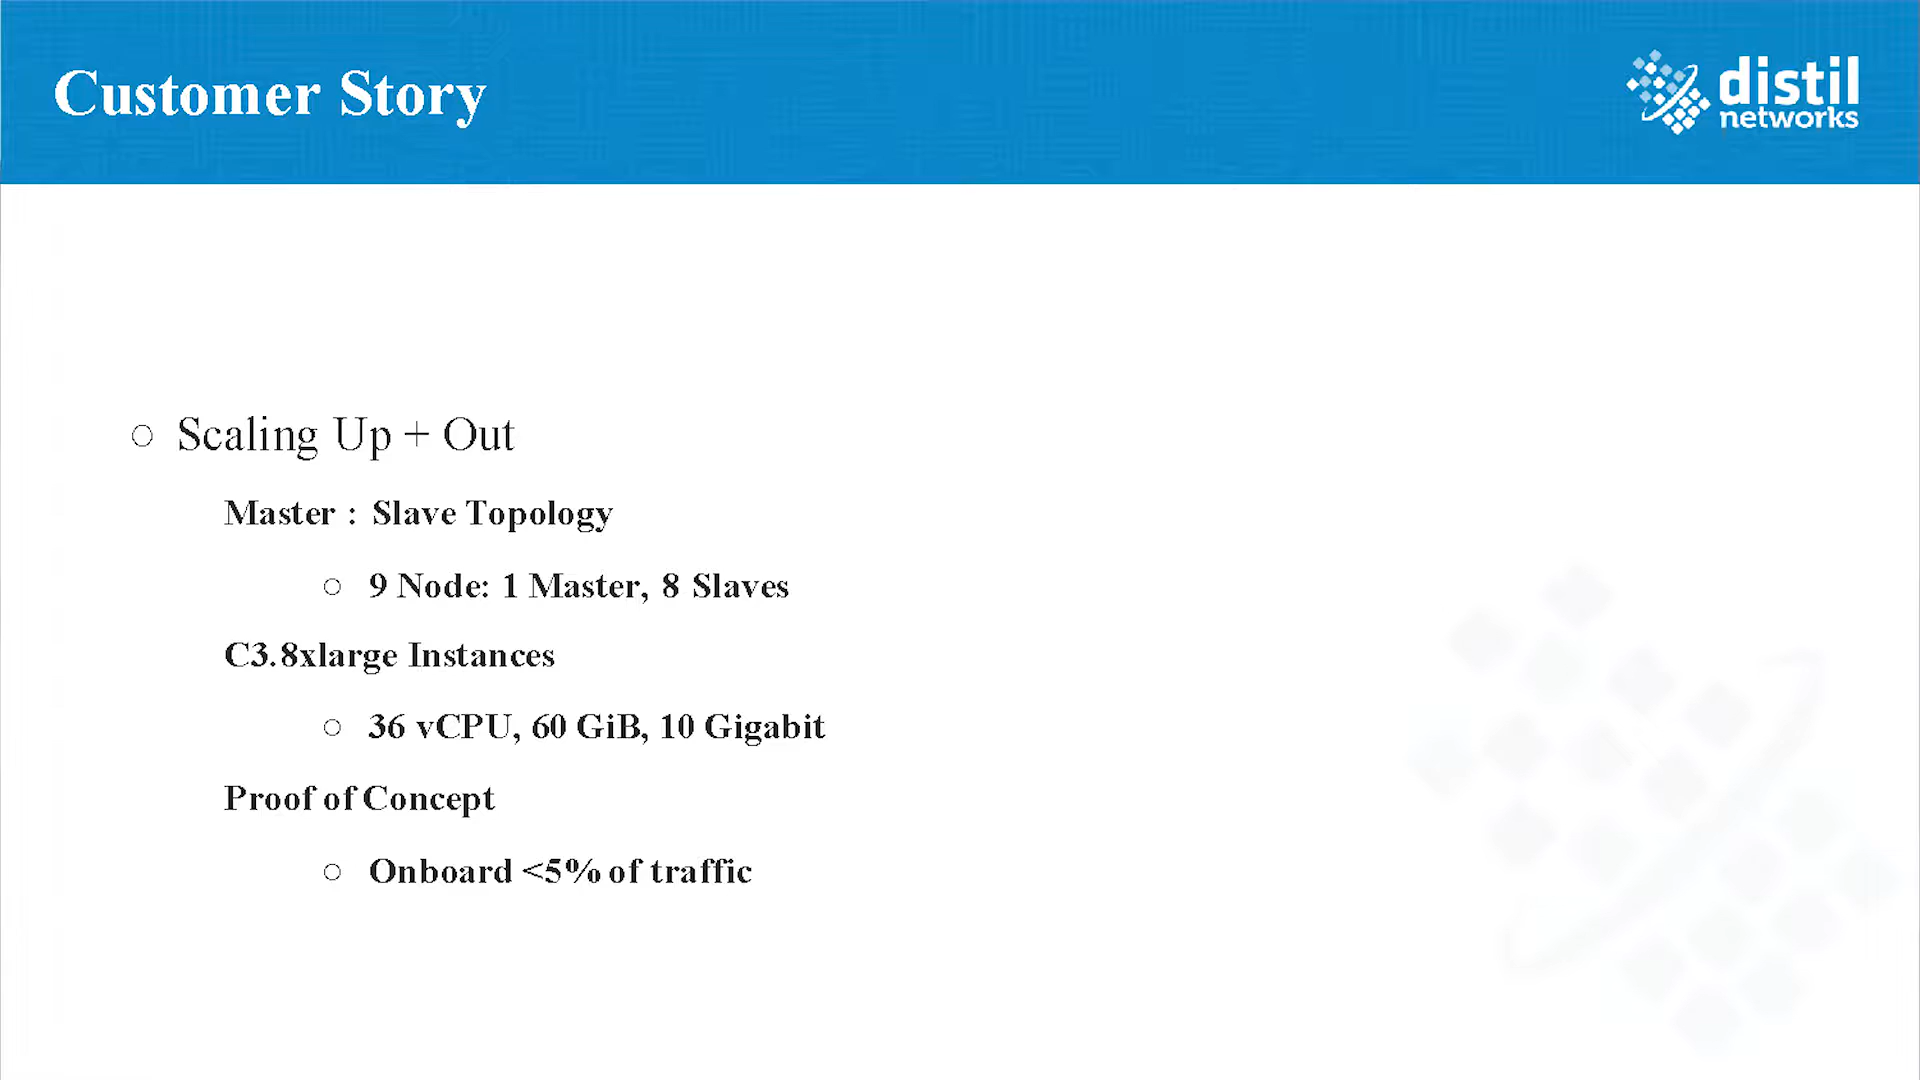 Customer Story
distil
networks
○ Scaling Up + Out
Master : Slave Topology
○ 9 Node: 1 Master, 8 Slaves
C3.8xlarge Instances
○ 36 vCPU, 60 GiB, 10 Gigabit
Proof of Concept
○ Onboard <5% of traffic